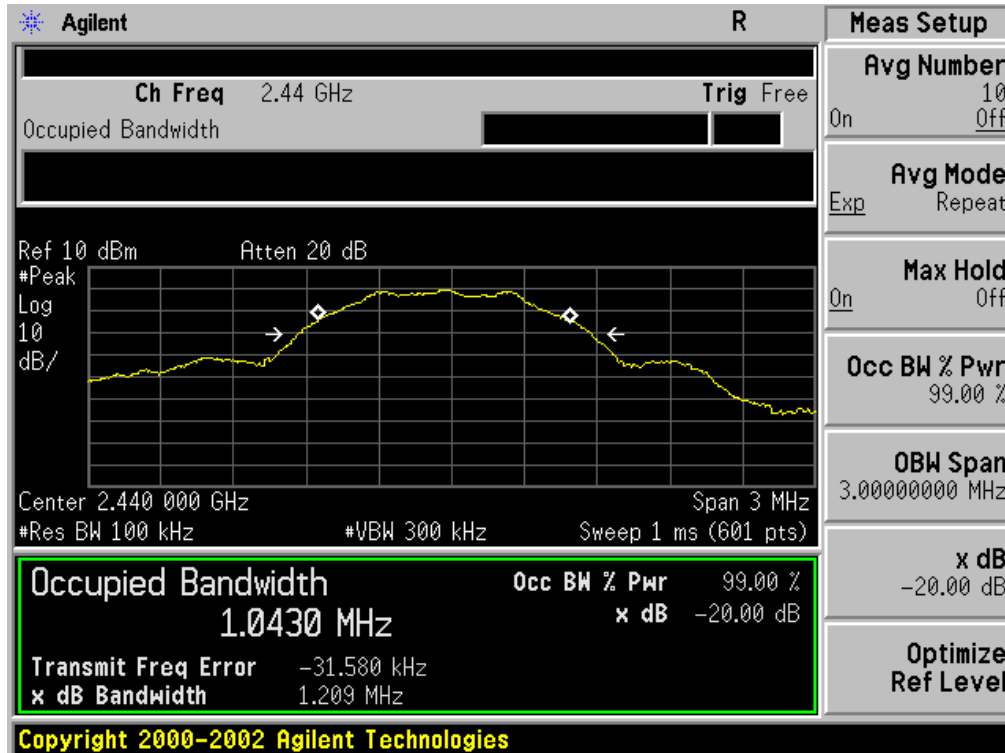 Agilent R
Ch Freq 2.44 GHz Trig Free
Occupied Bandwidth
Ref 10 dBm Atten 20 dB
#Peak
Log
10
dB/
Center 2.440 000 GHz Span 3 MHz
#Res BW 100 kHz #VBW 300 kHz Sweep 1 ms (601 pts)
Occupied Bandwidth Occ BW % Pwr 99.00 %
1.0430 MHz x dB -20.00 dB
Transmit Freq Error -31.580 kHz
x dB Bandwidth 1.209 MHz
Copyright 2000-2002 Agilent Technologies
Meas Setup
Avg Number
10
On Off
Avg Mode
Exp Repeat
Max Hold
On Off
Occ BW % Pwr
99.00 %
OBW Span
3.00000000 MHz
x dB
-20.00 dB
Optimize
Ref Level